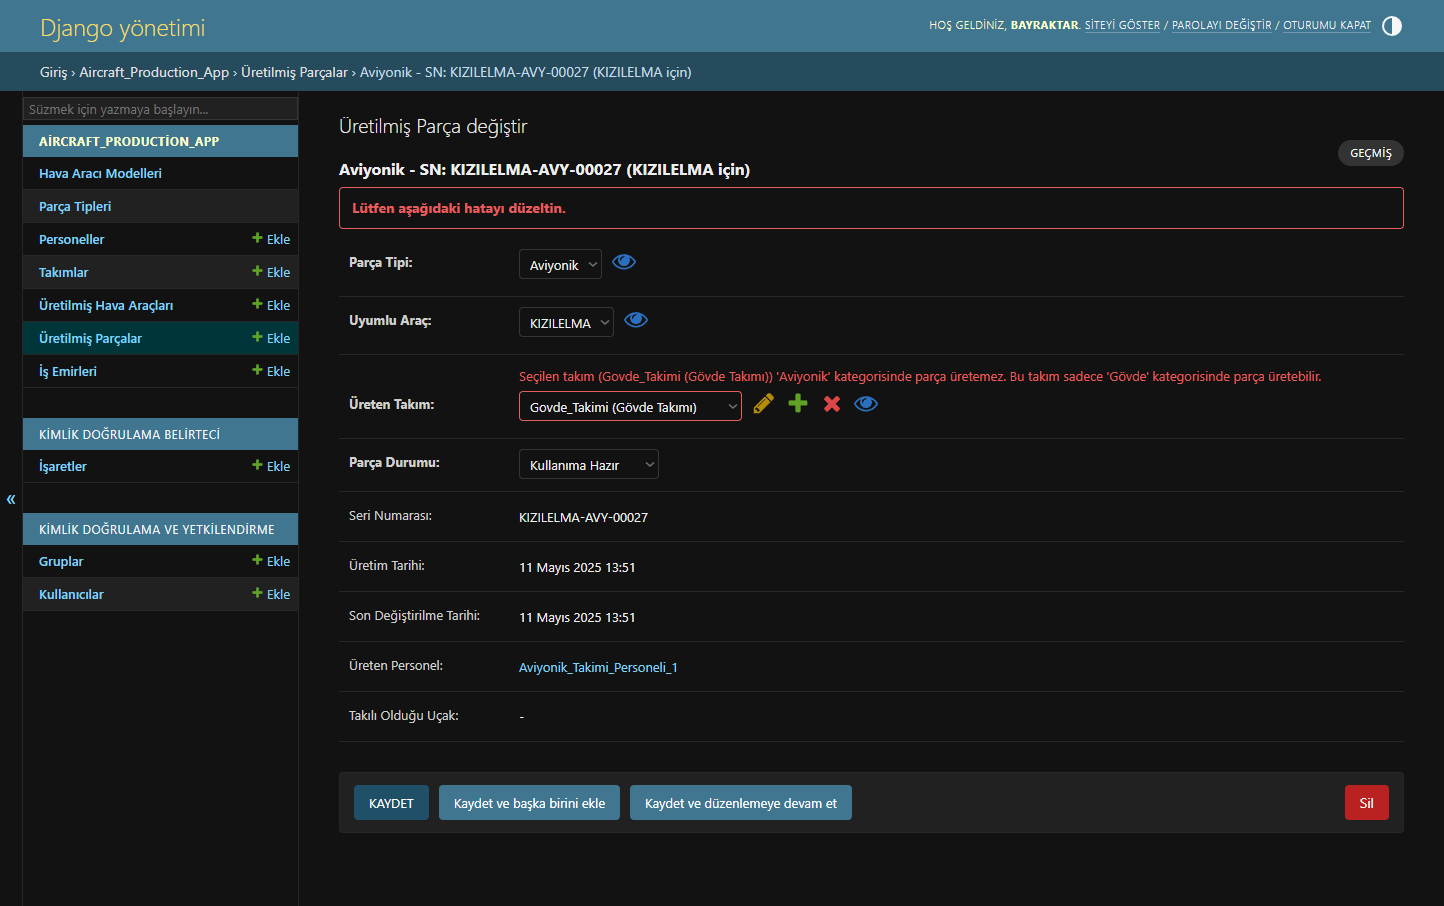 Django yönetimi
HOŞ GELDİNİZ, BAYRAKTAR. SİTEYİ GÖSTER / PAROLAYI DEĞİŞTİR / OTURUMU KAPAT
Giriş › Aircraft_Production_App › Üretilmiş Parçalar › Aviyonik - SN: KIZILELMA-AVY-00027 (KIZILELMA için)
Süzmek için yazmaya başlayın...
AİRCRAFT_PRODUCTİON_APP
Hava Aracı Modelleri
Parça Tipleri
Personeller + Ekle
Takımlar + Ekle
Üretilmiş Hava Araçları + Ekle
Üretilmiş Parçalar + Ekle
İş Emirleri + Ekle
KİMLİK DOĞRULAMA BELİRTECİ
İşaretler + Ekle
«
KİMLİK DOĞRULAMA VE YETKİLENDİRME
Gruplar + Ekle
Kullanıcılar + Ekle
Üretilmiş Parça değiştir
GEÇMİŞ
Aviyonik - SN: KIZILELMA-AVY-00027 (KIZILELMA için)
Lütfen aşağıdaki hatayı düzeltin.
Parça Tipi: Aviyonik
Uyumlu Araç: KIZILELMA
Seçilen takım (Govde_Takimi (Gövde Takımı)) 'Aviyonik' kategorisinde parça üretemez. Bu takım sadece 'Gövde' kategorisinde parça üretebilir.
Üreten Takım: Govde_Takimi (Gövde Takımı)
Parça Durumu: Kullanıma Hazır
Seri Numarası: KIZILELMA-AVY-00027
Üretim Tarihi: 11 Mayıs 2025 13:51
Son Değiştirilme Tarihi: 11 Mayıs 2025 13:51
Üreten Personel: Aviyonik_Takimi_Personeli_1
Takılı Olduğu Uçak: -
KAYDET Kaydet ve başka birini ekle Kaydet ve düzenlemeye devam et Sil